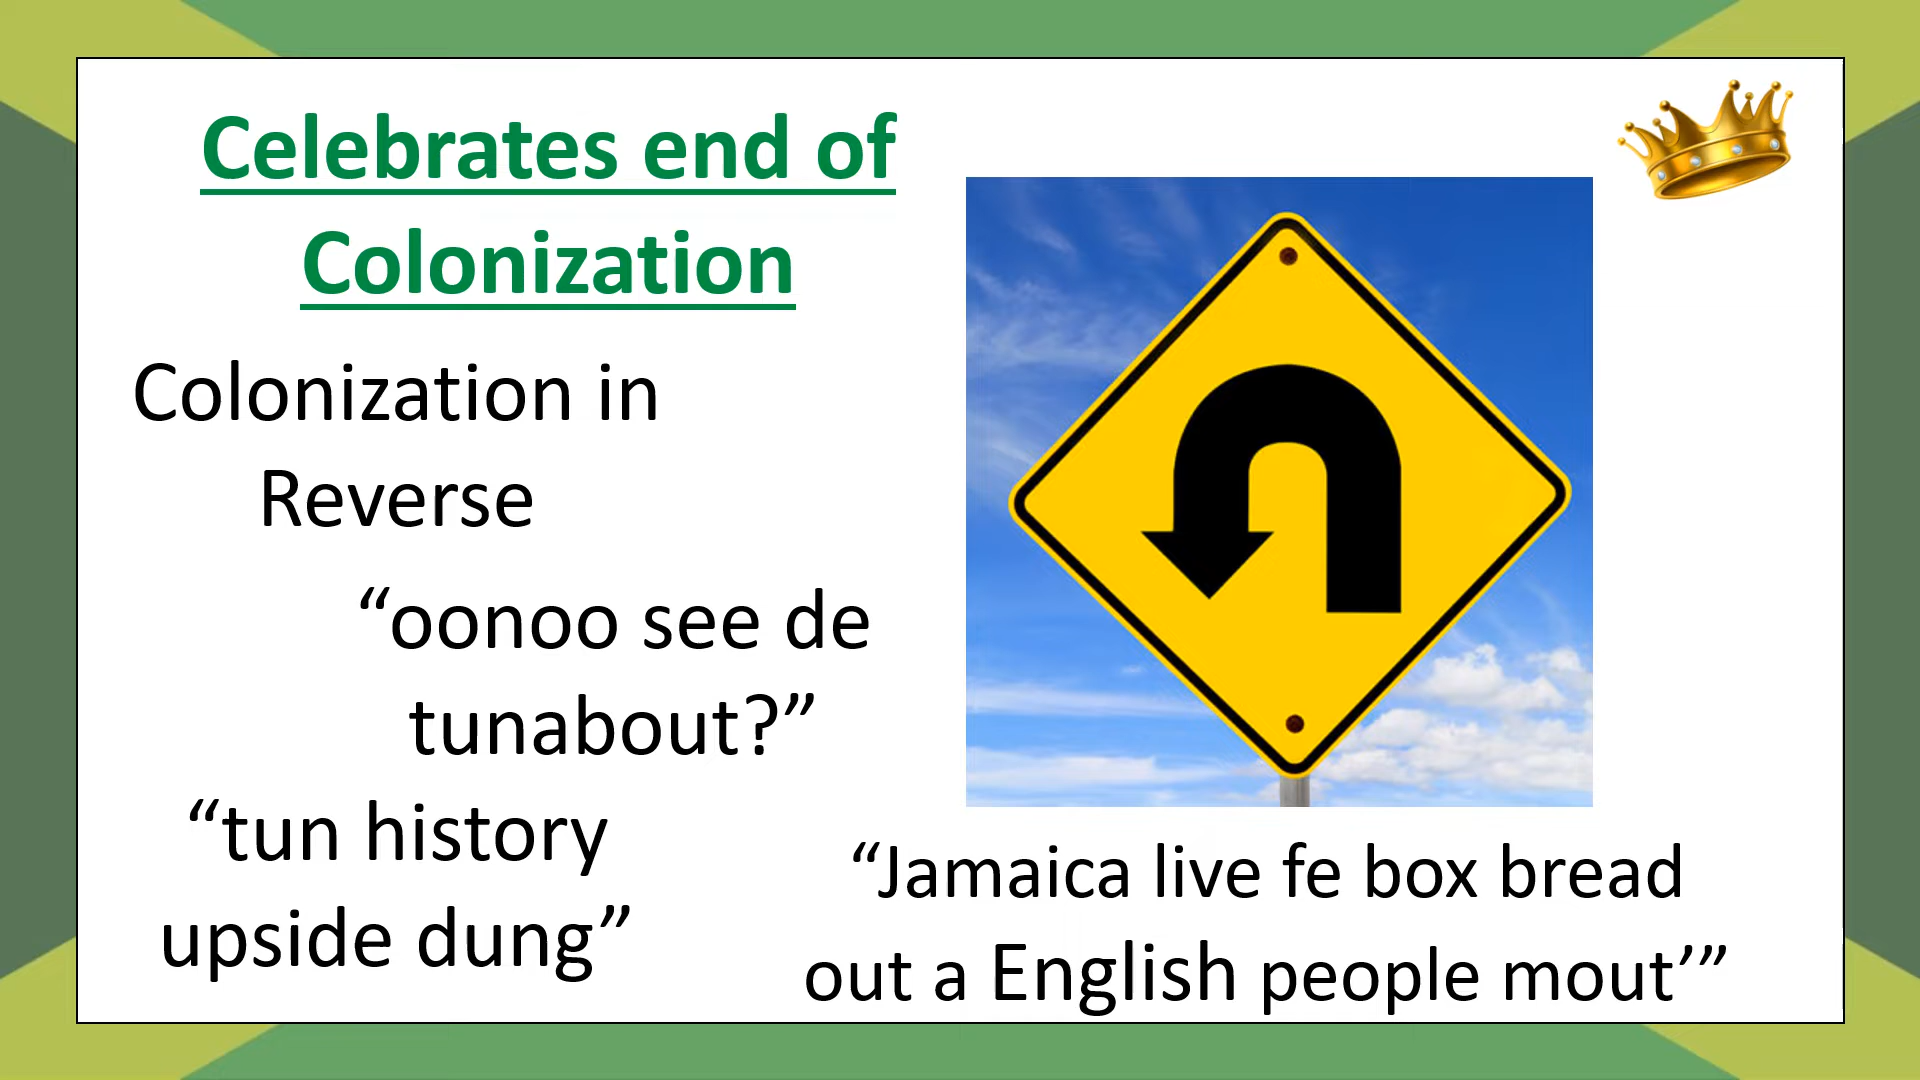 Celebrates end of
Colonization
Colonization in
Reverse
“oonoo see de
tunabout?”
“tun history
upside dung”
“Jamaica live fe box bread
out a English people mout’”